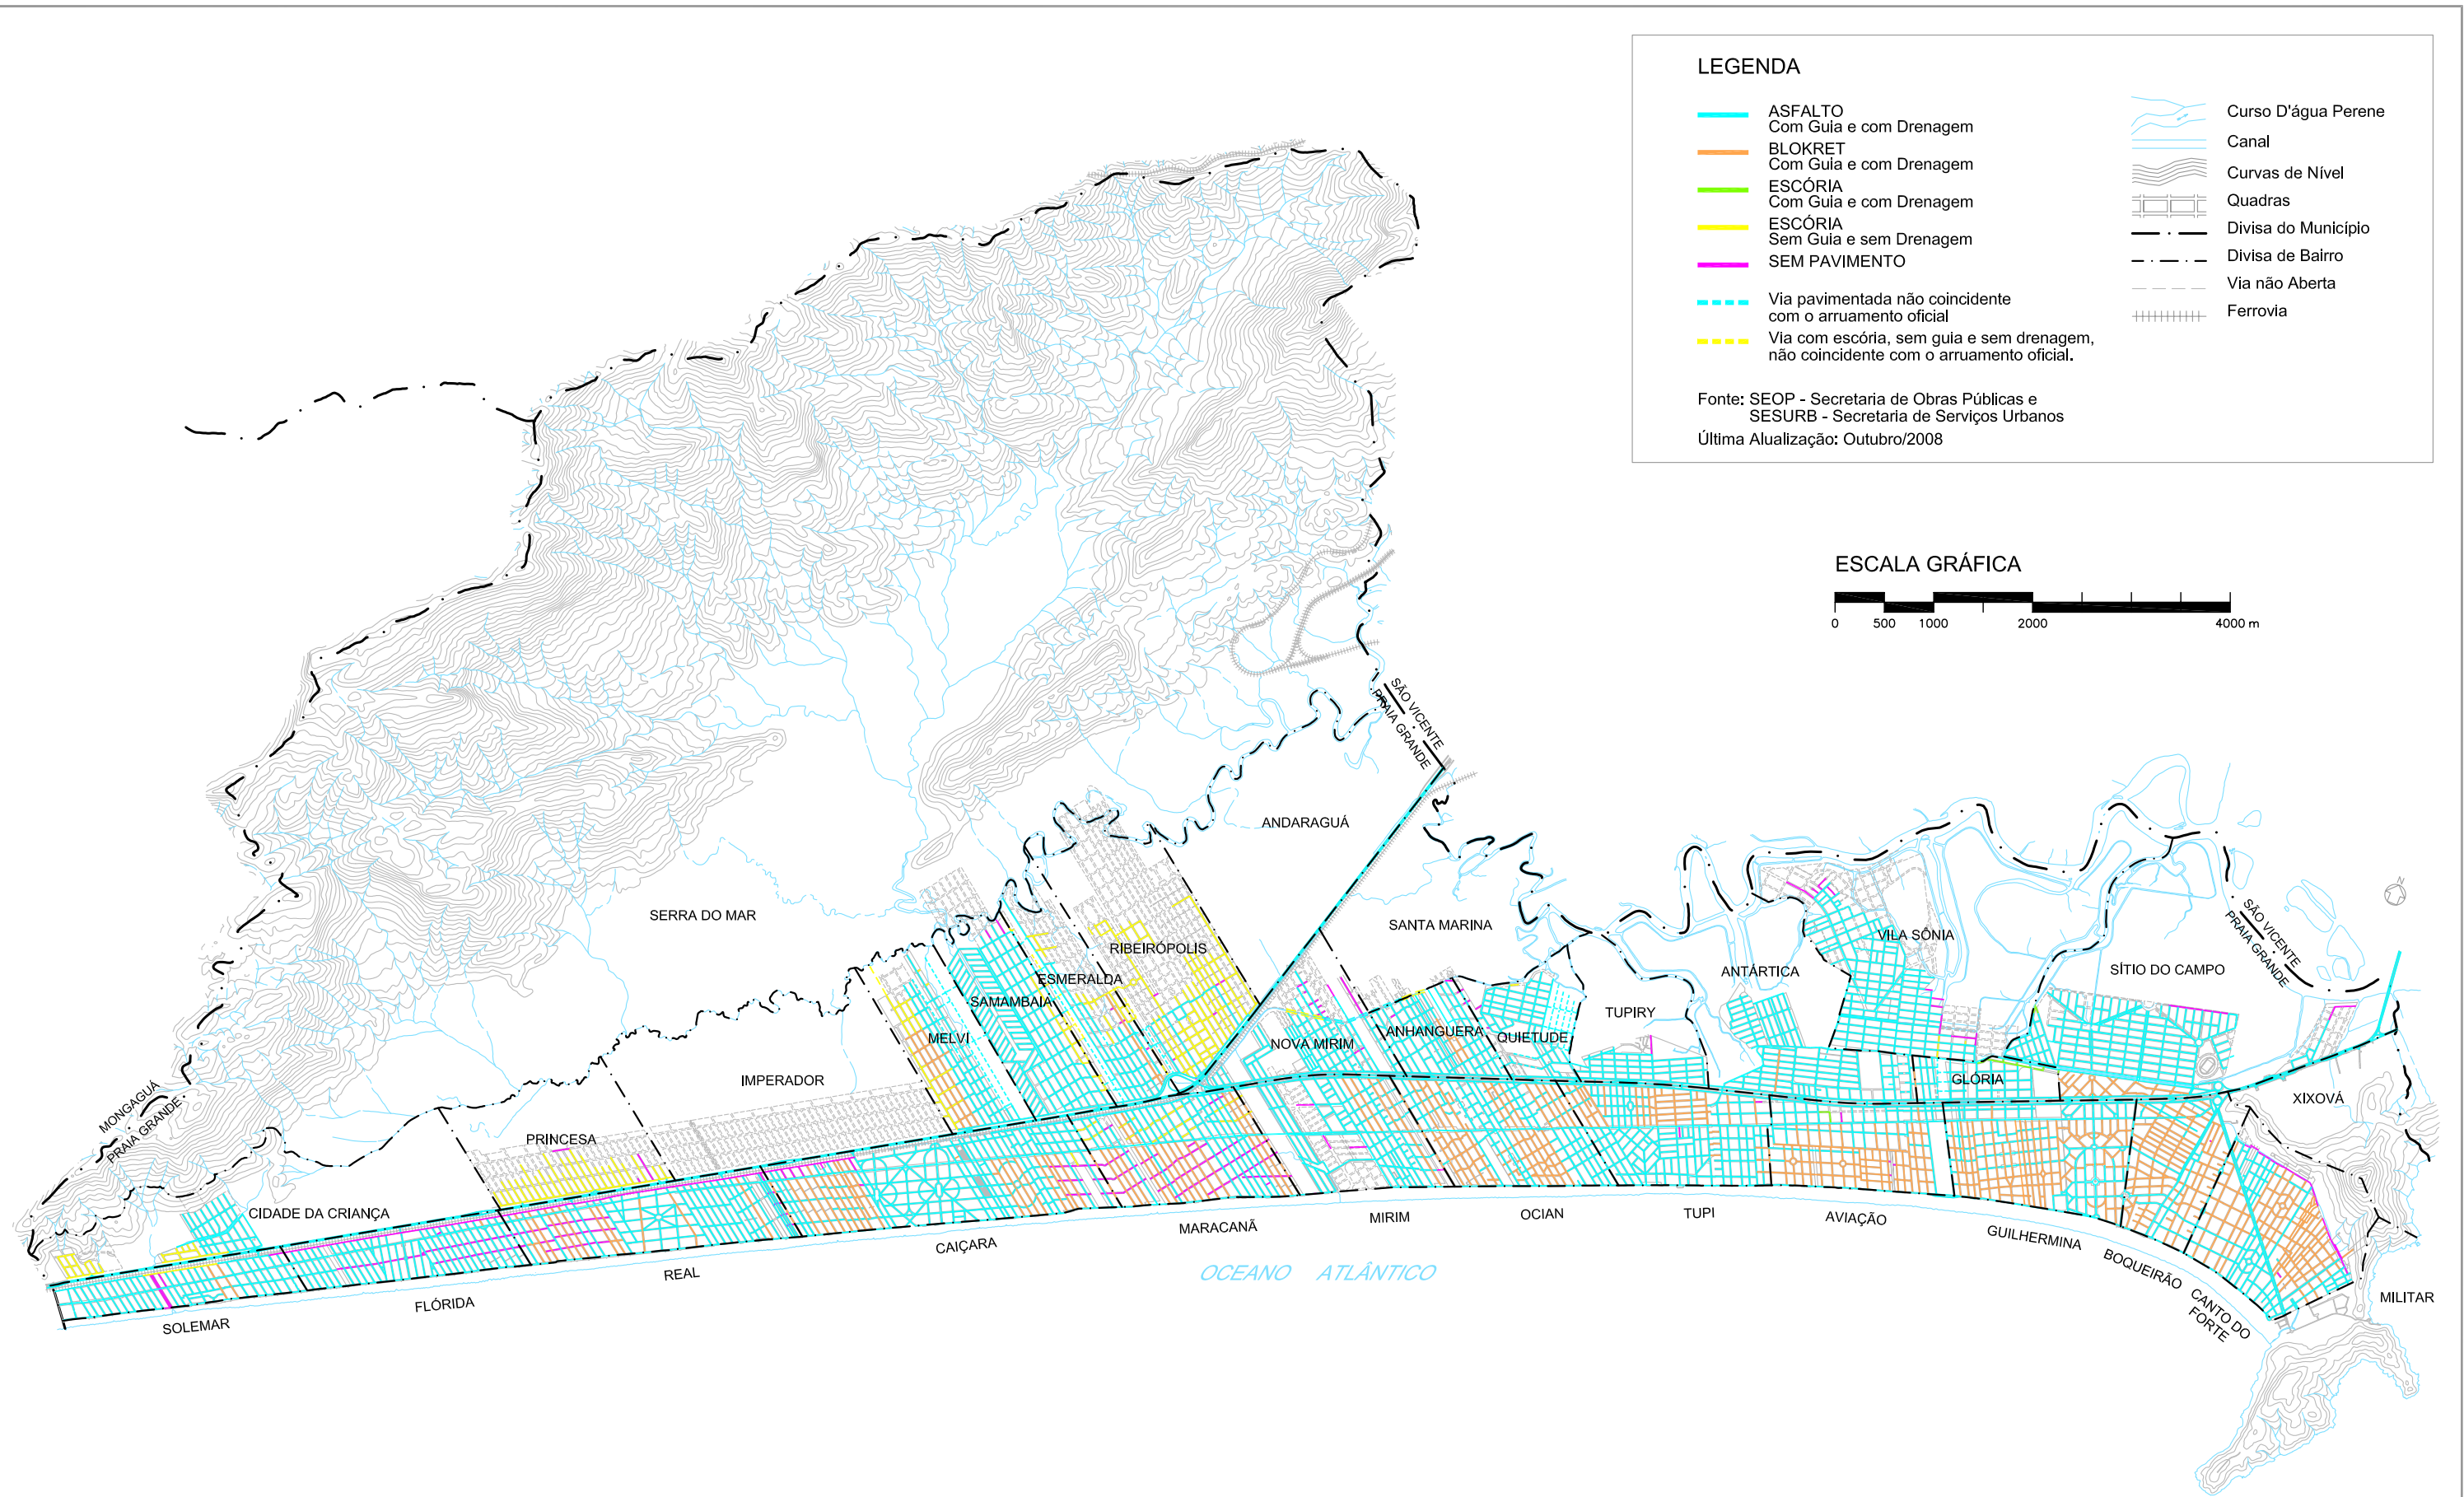 LEGENDA
ASFALTO
Com Guia e com Drenagem
BLOKRET
Com Guia e com Drenagem
ESCÓRIA
Com Guia e com Drenagem
ESCÓRIA
Sem Guia e sem Drenagem
SEM PAVIMENTO
Via pavimentada não coincidente
com o arruamento oficial
Via com escória, sem guia e sem drenagem,
não coincidente com o arruamento oficial.
Curso D'água Perene
Canal
Curvas de Nível
Quadras
Divisa do Município
Divisa de Bairro
Via não Aberta
Ferrovia
Fonte: SEOP - Secretaria de Obras Públicas e
SESURB - Secretaria de Serviços Urbanos
Última Alualização: Outubro/2008
ESCALA GRÁFICA
0 500 1000 2000 4000 m
SÃO VICENTE
PRAIA GRANDE
ANDARAGUÁ
SERRA DO MAR
SANTA MARINA
RIBEIRÓPOLIS
ESMERALDA
SAMAMBAIA
MELVI
IMPERADOR
PRINCESA
CIDADE DA CRIANÇA
MONGAGUÁ
PRAIA GRANDE
NOVA MIRIM
ANHANGUERA
QUIETUDE
TUPIRY
ANTÁRTICA
VILA SÔNIA
GLÓRIA
SÍTIO DO CAMPO
SÃO VICENTE
PRAIA GRANDE
N
XIXOVÁ
MILITAR
SOLEMAR
FLÓRIDA
REAL
CAIÇARA
MARACANÃ
MIRIM
OCIAN
TUPI
AVIAÇÃO
GUILHERMINA
BOQUEIRÃO
CANTO DO
FORTE
OCEANO ATLÂNTICO